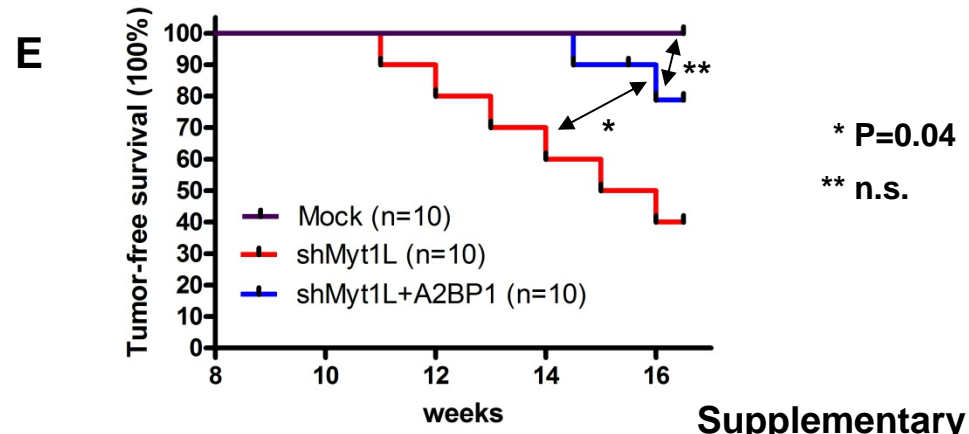 E
Tumor-free survival (100%)
100
90
80
70
60
50
40
30
20
10
0
**
*
* P=0.04
** n.s.
Mock (n=10)
shMyt1L (n=10)
shMyt1L+A2BP1 (n=10)
8 10 12 14 16
weeks
Supplementary